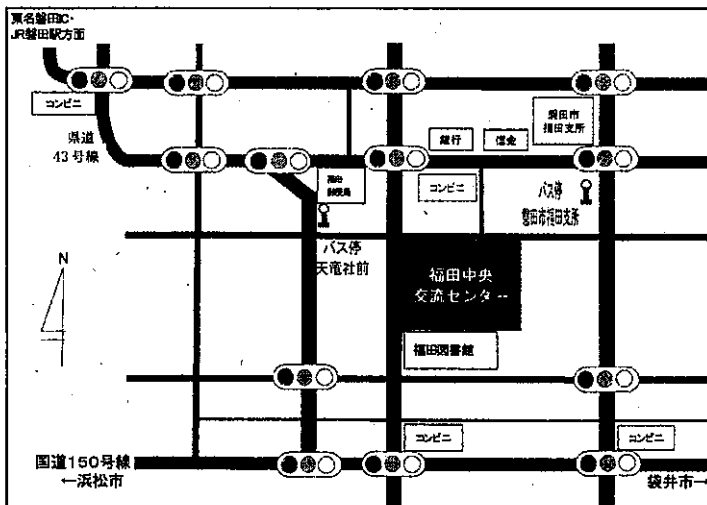 東名磐田IC・
JR磐田駅方面
コンビニ
県道
43号線
銀行
信金
磐田市
福田支所
福田
郵便局
コンビニ
バス停
磐田市福田支所
バス停
天竜社前
N
福田中央
交流センター
福田図書館
コンビニ
コンビニ
国道150号線
←浜松市
袋井市→